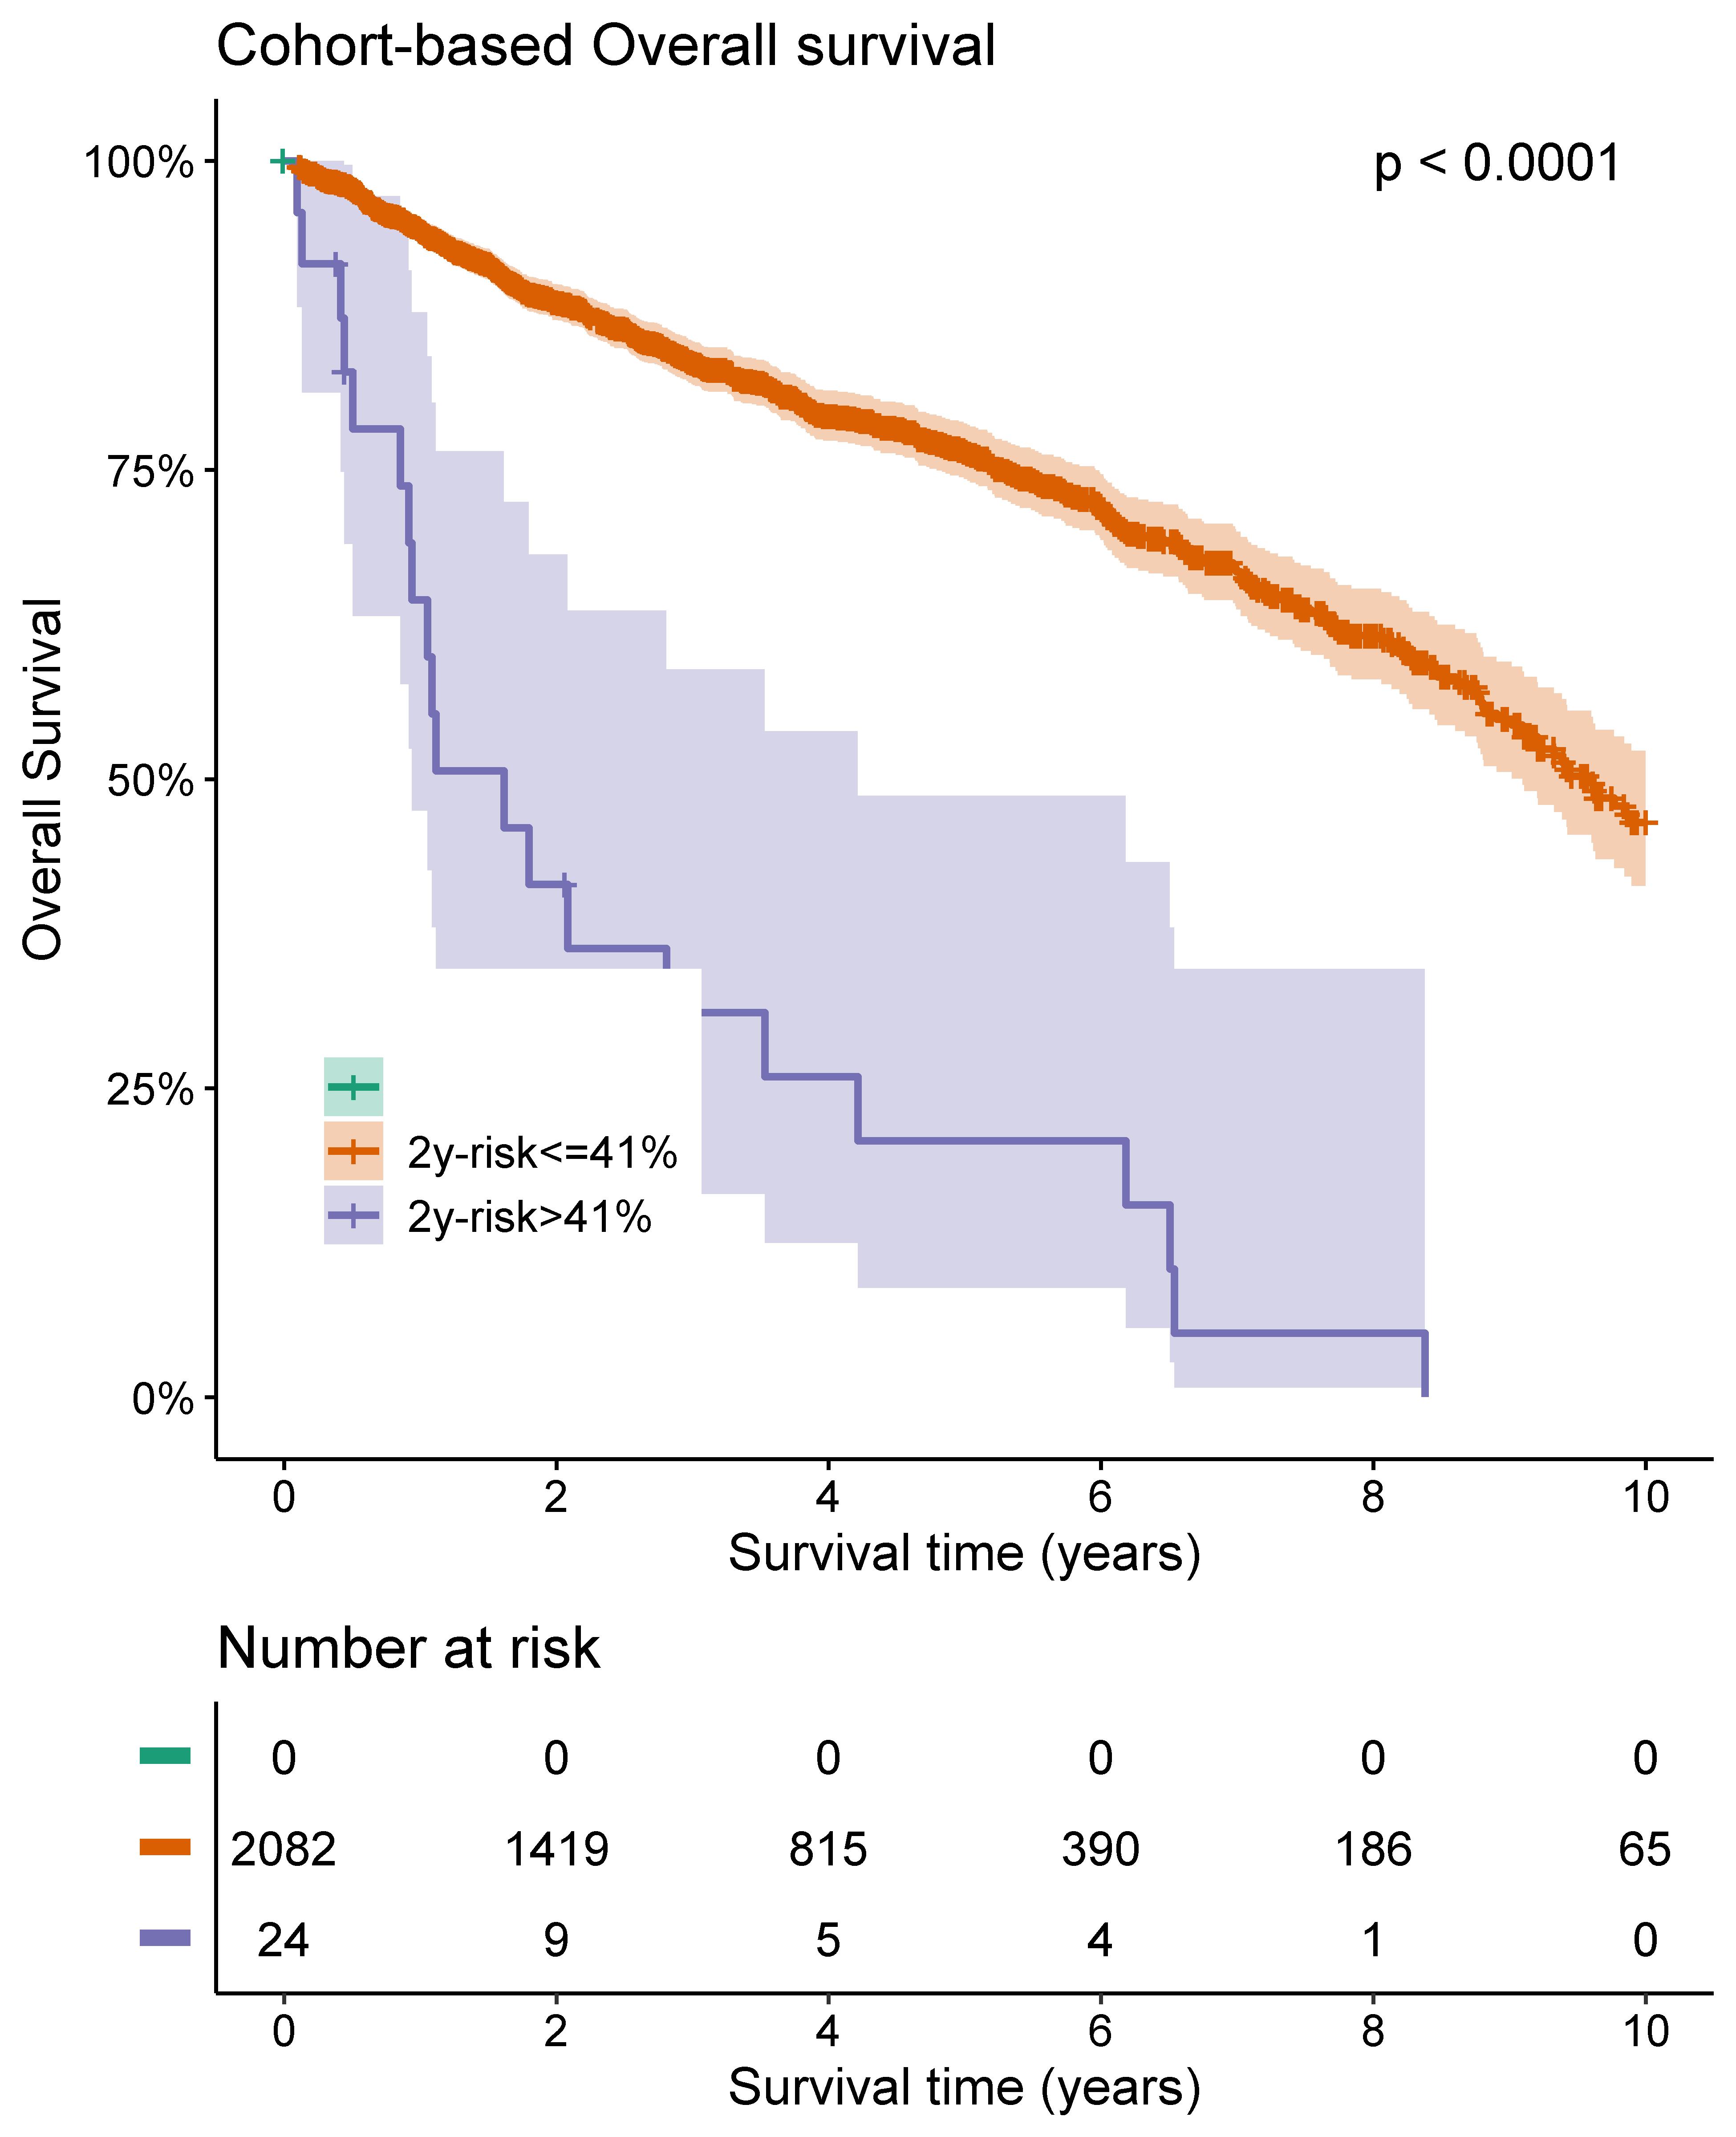 Cohort-based Overall survival
p < 0.0001
100%
75%
50%
25%
0%
Overall Survival
2y-risk<=41%
2y-risk>41%
0 2 4 6 8 10
Survival time (years)
Number at risk
0 0 0 0 0 0
2082 1419 815 390 186 65
24 9 5 4 1 0
0 2 4 6 8 10
Survival time (years)